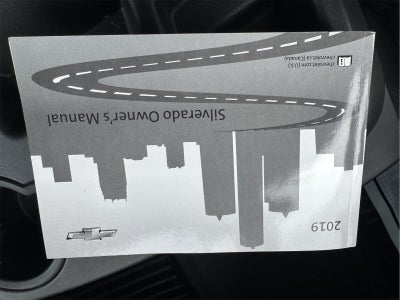 2019
Silverado Owner's Manual
chevrolet.com (U.S.)
chevrolet.ca (Canada)